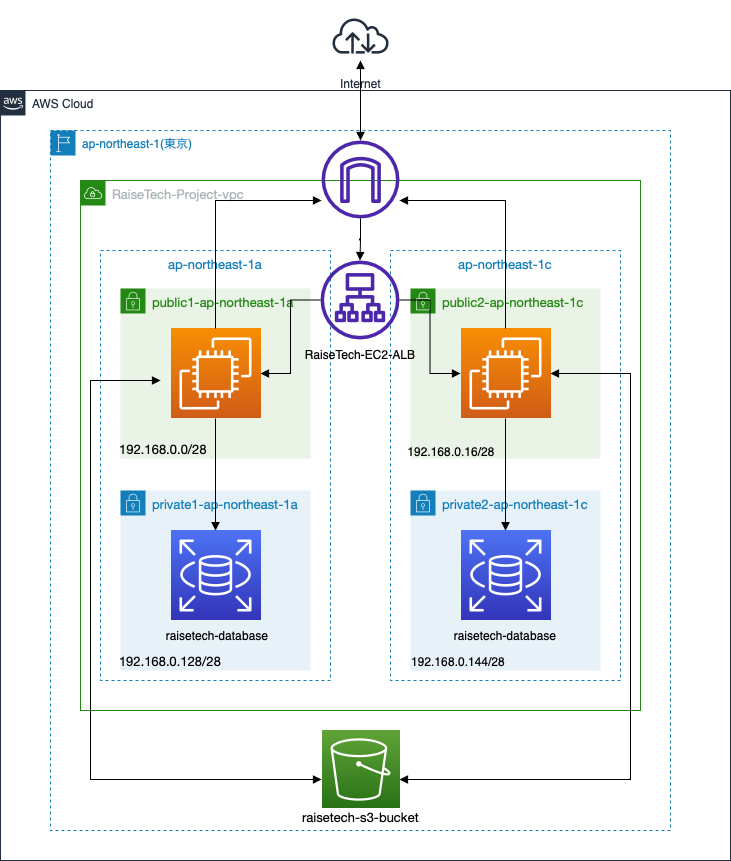 Internet
aws
AWS Cloud
ap-northeast-1(東京)
RaiseTech-Project-vpc
ap-northeast-1a
ap-northeast-1c
public1-ap-northeast-1a
public2-ap-northeast-1c
RaiseTech-EC2-ALB
192.168.0.0/28
192.168.0.16/28
private1-ap-northeast-1a
private2-ap-northeast-1c
raisetech-database
raisetech-database
192.168.0.128/28
192.168.0.144/28
raisetech-s3-bucket